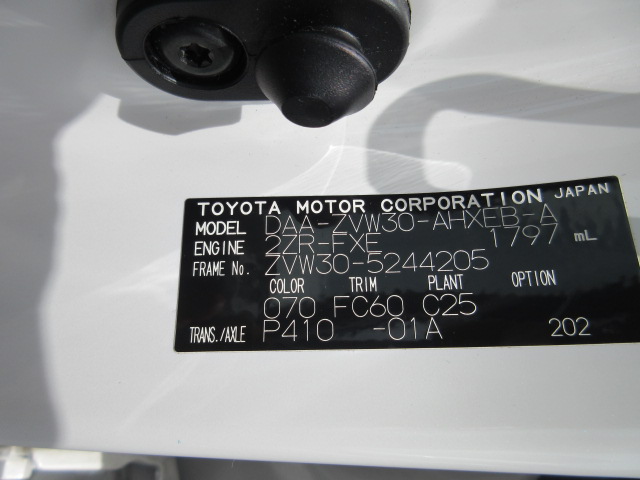 TOYOTA MOTOR CORPORATION JAPAN
MODEL DAA-ZVW30-AHXEB-A
ENGINE 2ZR-FXE 1797 mL
FRAME No. ZVW30-5244205
COLOR TRIM PLANT OPTION
070 FC60 C25
TRANS./AXLE P410 -01A 202